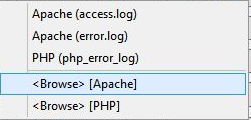 Apache (access.log)
Apache (error.log)
PHP (php_error_log)
<Browse> [Apache]
<Browse> [PHP]